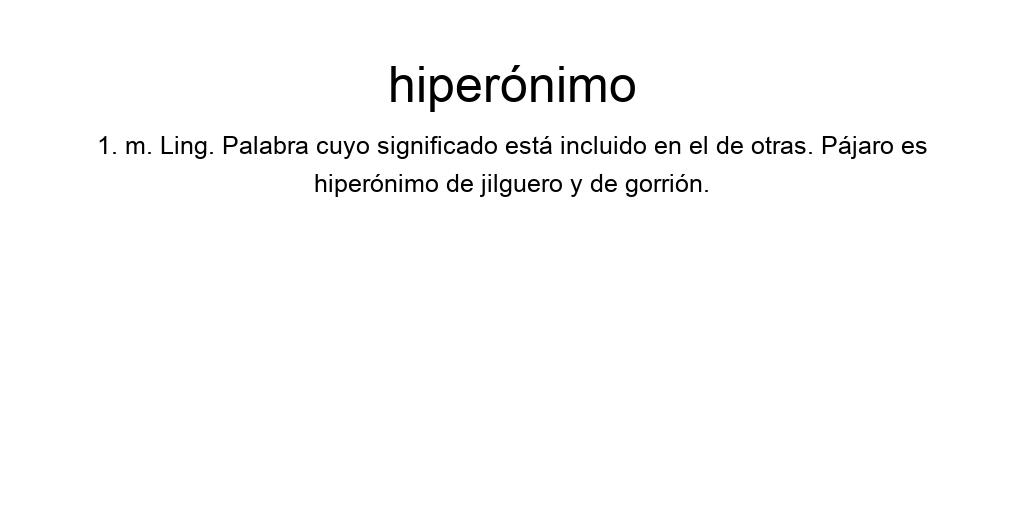 hiperónimo
1. m. Ling. Palabra cuyo significado está incluido en el de otras. Pájaro es
hiperónimo de jilguero y de gorrión.